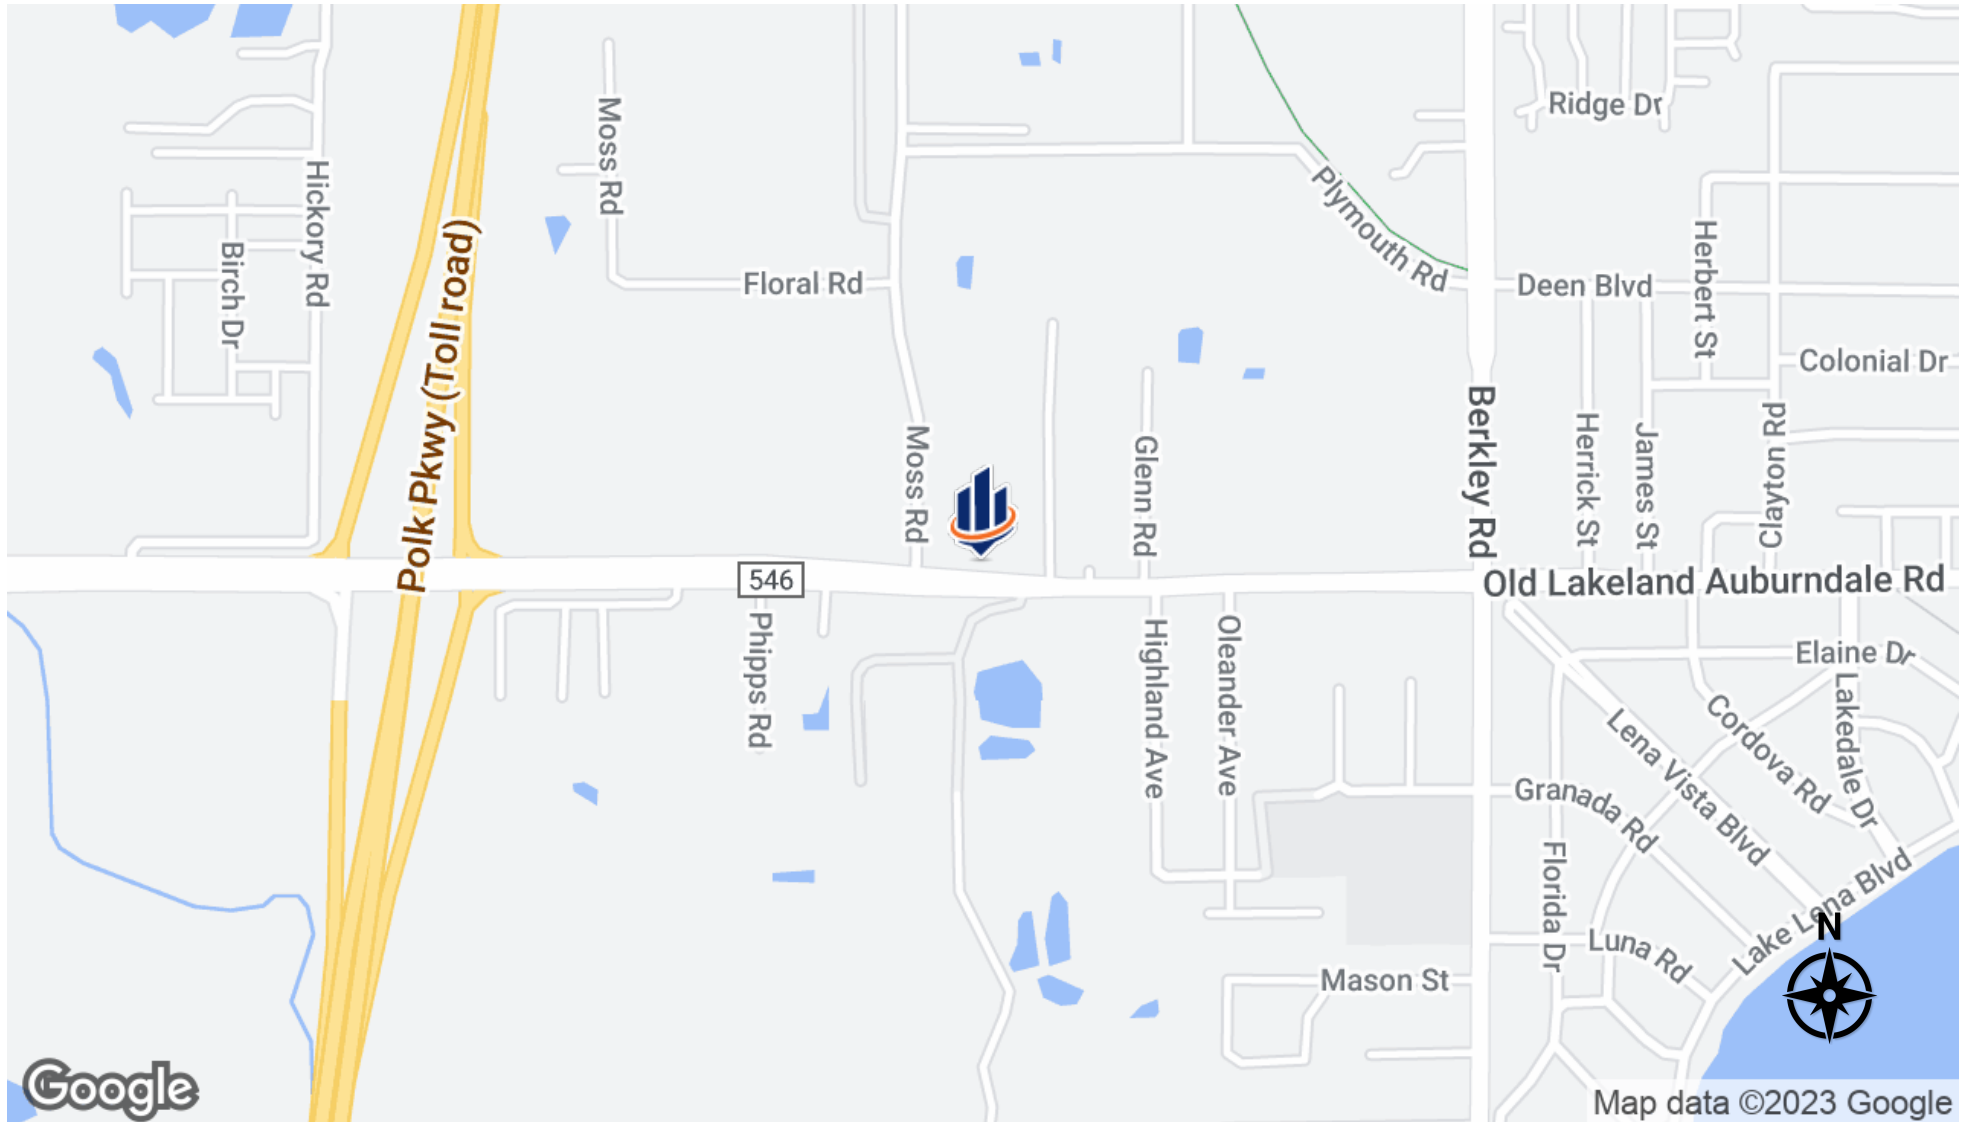 Ridge Dr
Moss Rd
Hickory Rd
Plymouth Rd
Birch Dr
Polk Pkwy (Toll road)
Floral Rd
Deen Blvd
Herbert St
Colonial Dr
Moss Rd
Glenn Rd
Berkley Rd
Herrick St
James St
Clayton Rd
546
Old Lakeland Auburndale Rd
Phipps Rd
Highland Ave
Oleander Ave
Elaine Dr
Lena Vista Blvd
Cordova Rd
Lakedale Dr
Granada Rd
Florida Dr
Lake Lena Blvd
N
Luna Rd
Mason St
Google
Map data ©2023 Google